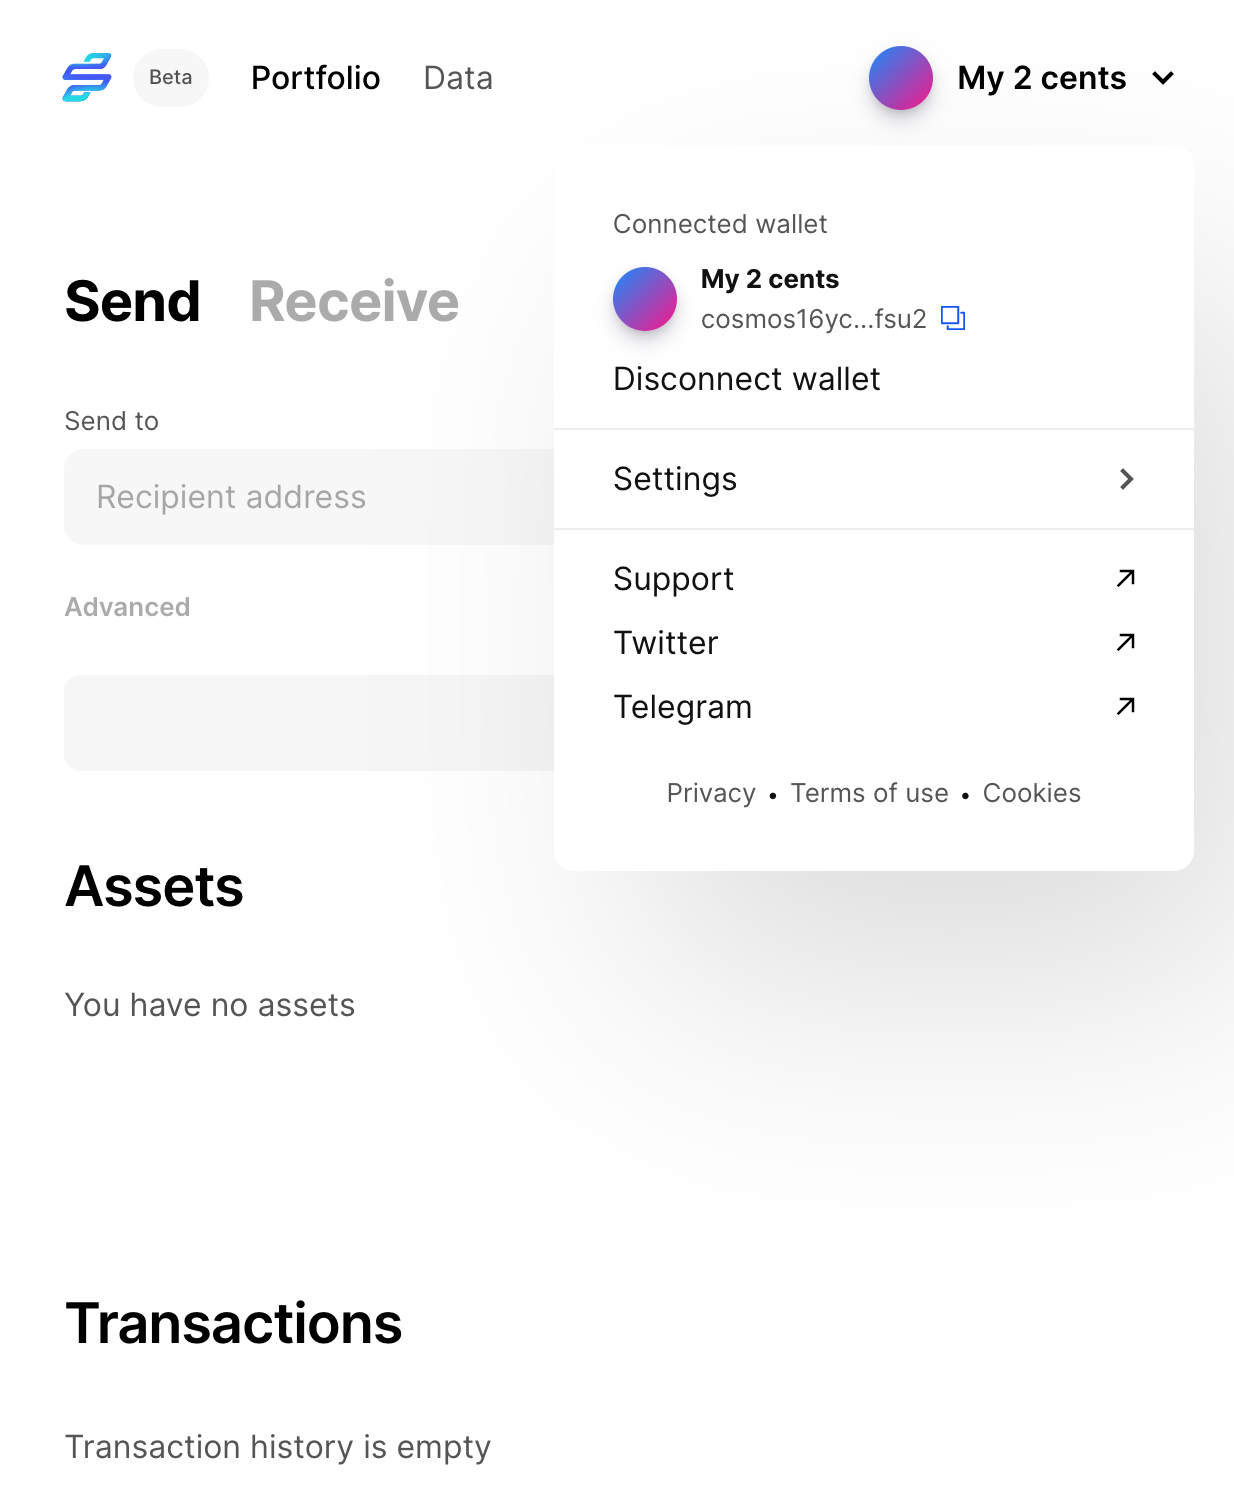 Beta Portfolio Data My 2 cents
Send Receive
Send to
Recipient address
Advanced
Connected wallet
My 2 cents
cosmos16yc...fsu2
Disconnect wallet
Settings
Support
Twitter
Telegram
Privacy • Terms of use • Cookies
Assets
You have no assets
Transactions
Transaction history is empty